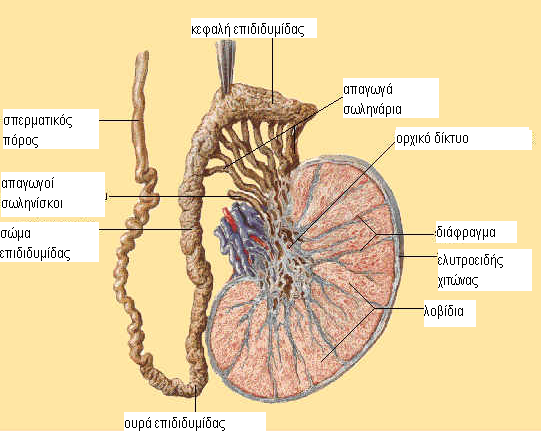 κεφαλή επιδιδυμίδας
απαγωγά
σωληνάρια
σπερματικός
πόρος
ορχικό δίκτυο
απαγωγοί
σωληνίσκοι
σώμα
επιδιδυμίδας
διάφραγμα
ελυτροειδής
χιτώνας
λοβίδια
ουρά επιδιδυμίδας